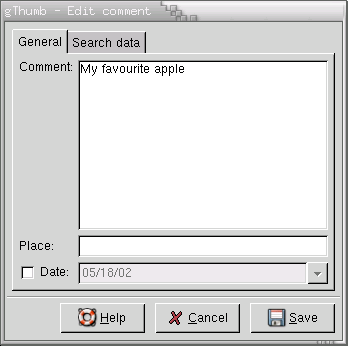 gThumb - Edit comment
General Search data
Comment: My favourite apple
Place:
Date: 05/18/02
Help Cancel Save